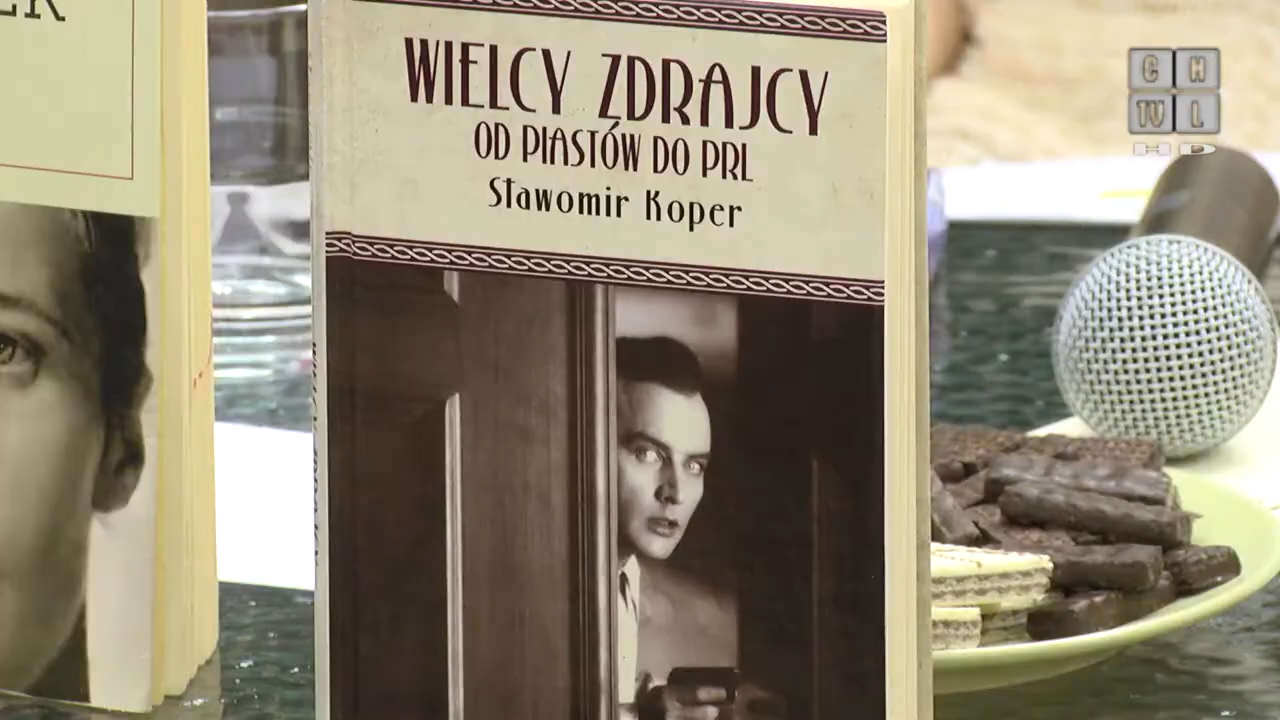 WIELCY ZDRAJCY
OD PIASTÓW DO PRL
Sławomir Koper
C H
TV L
HD